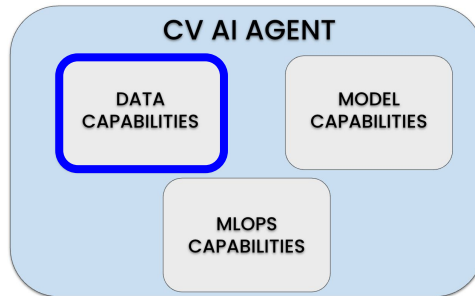 CV AI AGENT
DATA
CAPABILITIES
MODEL
CAPABILITIES
MLOPS
CAPABILITIES